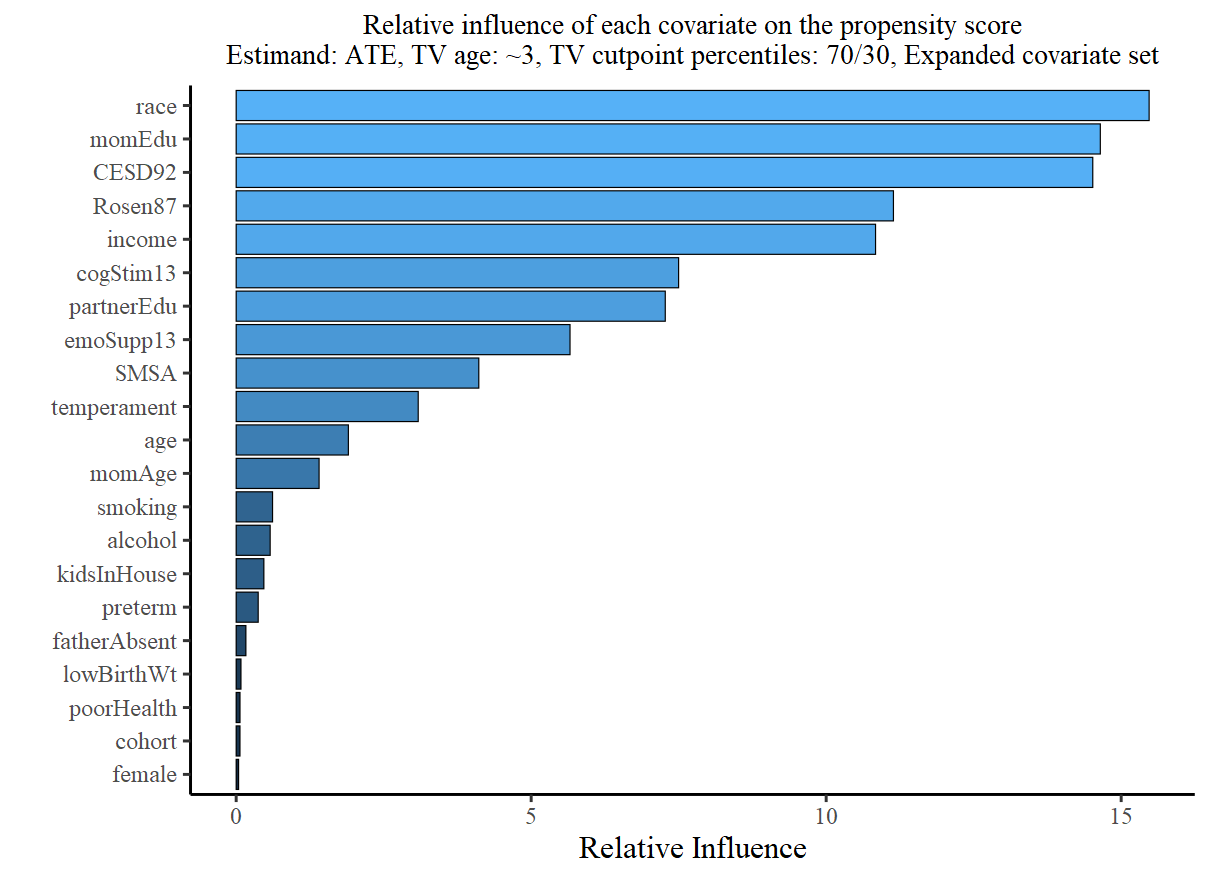 Relative influence of each covariate on the propensity score
Estimand: ATE, TV age: ~3, TV cutpoint percentiles: 70/30, Expanded covariate set
race
momEdu
CESD92
Rosen87
income
cogStim13
partnerEdu
emoSupp13
SMSA
temperament
age
momAge
smoking
alcohol
kidsInHouse
preterm
fatherAbsent
lowBirthWt
poorHealth
cohort
female
0 5 10 15
Relative Influence